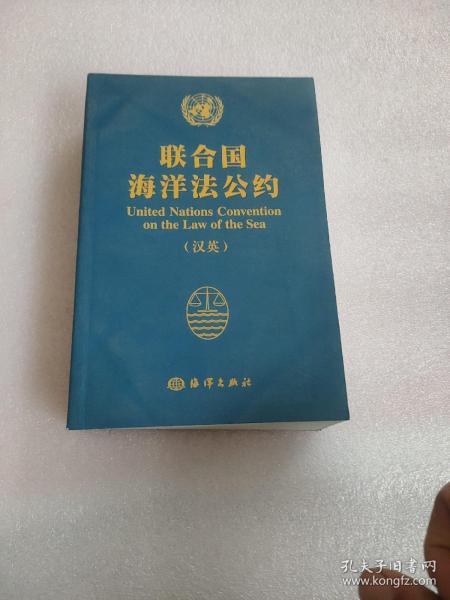 联合国
海洋法公约
United Nations Convention
on the Law of the Sea
（汉英）
海洋出版社
孔夫子旧书网
www.kongfz.com